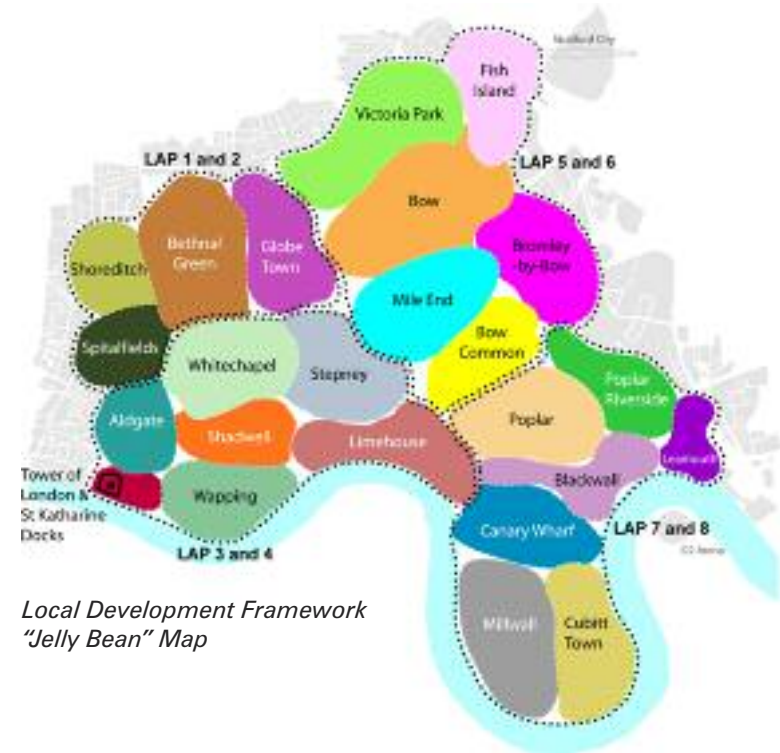 Stratford City
Fish
Island
Victoria Park
LAP 1 and 2
LAP 5 and 6
Bow
Bethnal
Green
Globe
Town
Bromley
-by-Bow
Shoreditch
Mile End
Spitalfields
Bow
Common
Whitechapel
Stepney
Poplar
Riverside
Aldgate
Poplar
Shadwell
Limehouse
Leamouth
Tower of
London &
St Katharine
Docks
Blackwall
Wapping
Canary Wharf
LAP 7 and 8
LAP 3 and 4
Local Development Framework
“Jelly Bean” Map
Millwall
Cubitt
Town